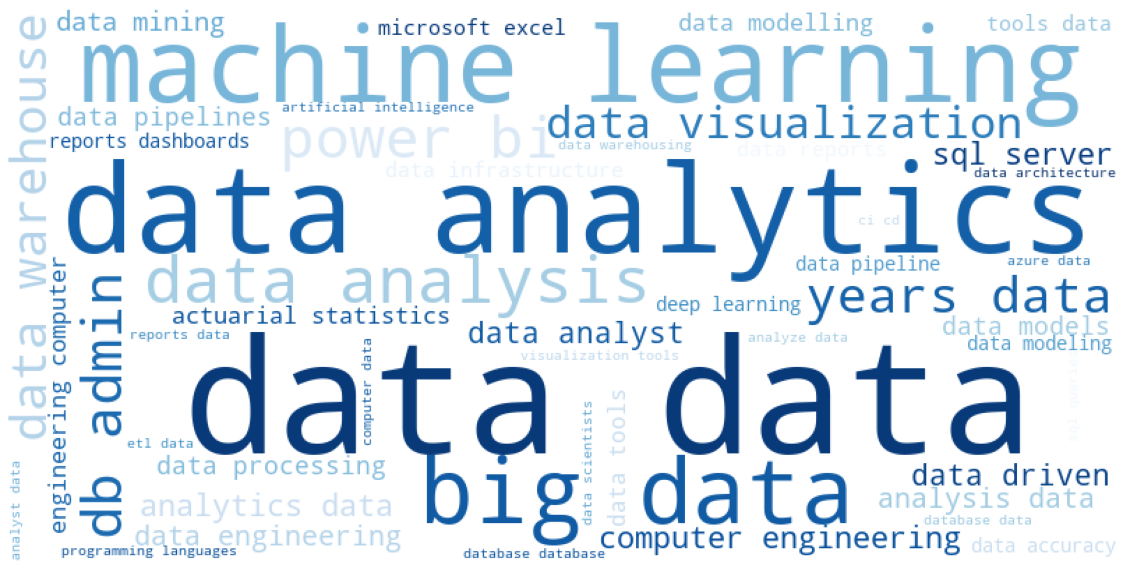 data mining
microsoft excel
data modelling
tools data
machine learning
data warehouse
data pipelines
artificial intelligence
power bi
data visualization
reports dashboards
data warehousing
data reports
sql server
data infrastructure
data architecture
data analytics
ci cd
data analysis
data pipeline
azure data
engineering computer
db admin
years data
deep learning
actuarial statistics
data analyst
data models
reports data
analyze data
data modeling
visualization tools
data data
computer data
etl data
data processing
data scientists
data tools
big data
data driven
analyst data
analytics data
analysis data
data engineering
database data
computer engineering
data accuracy
programming languages
database database